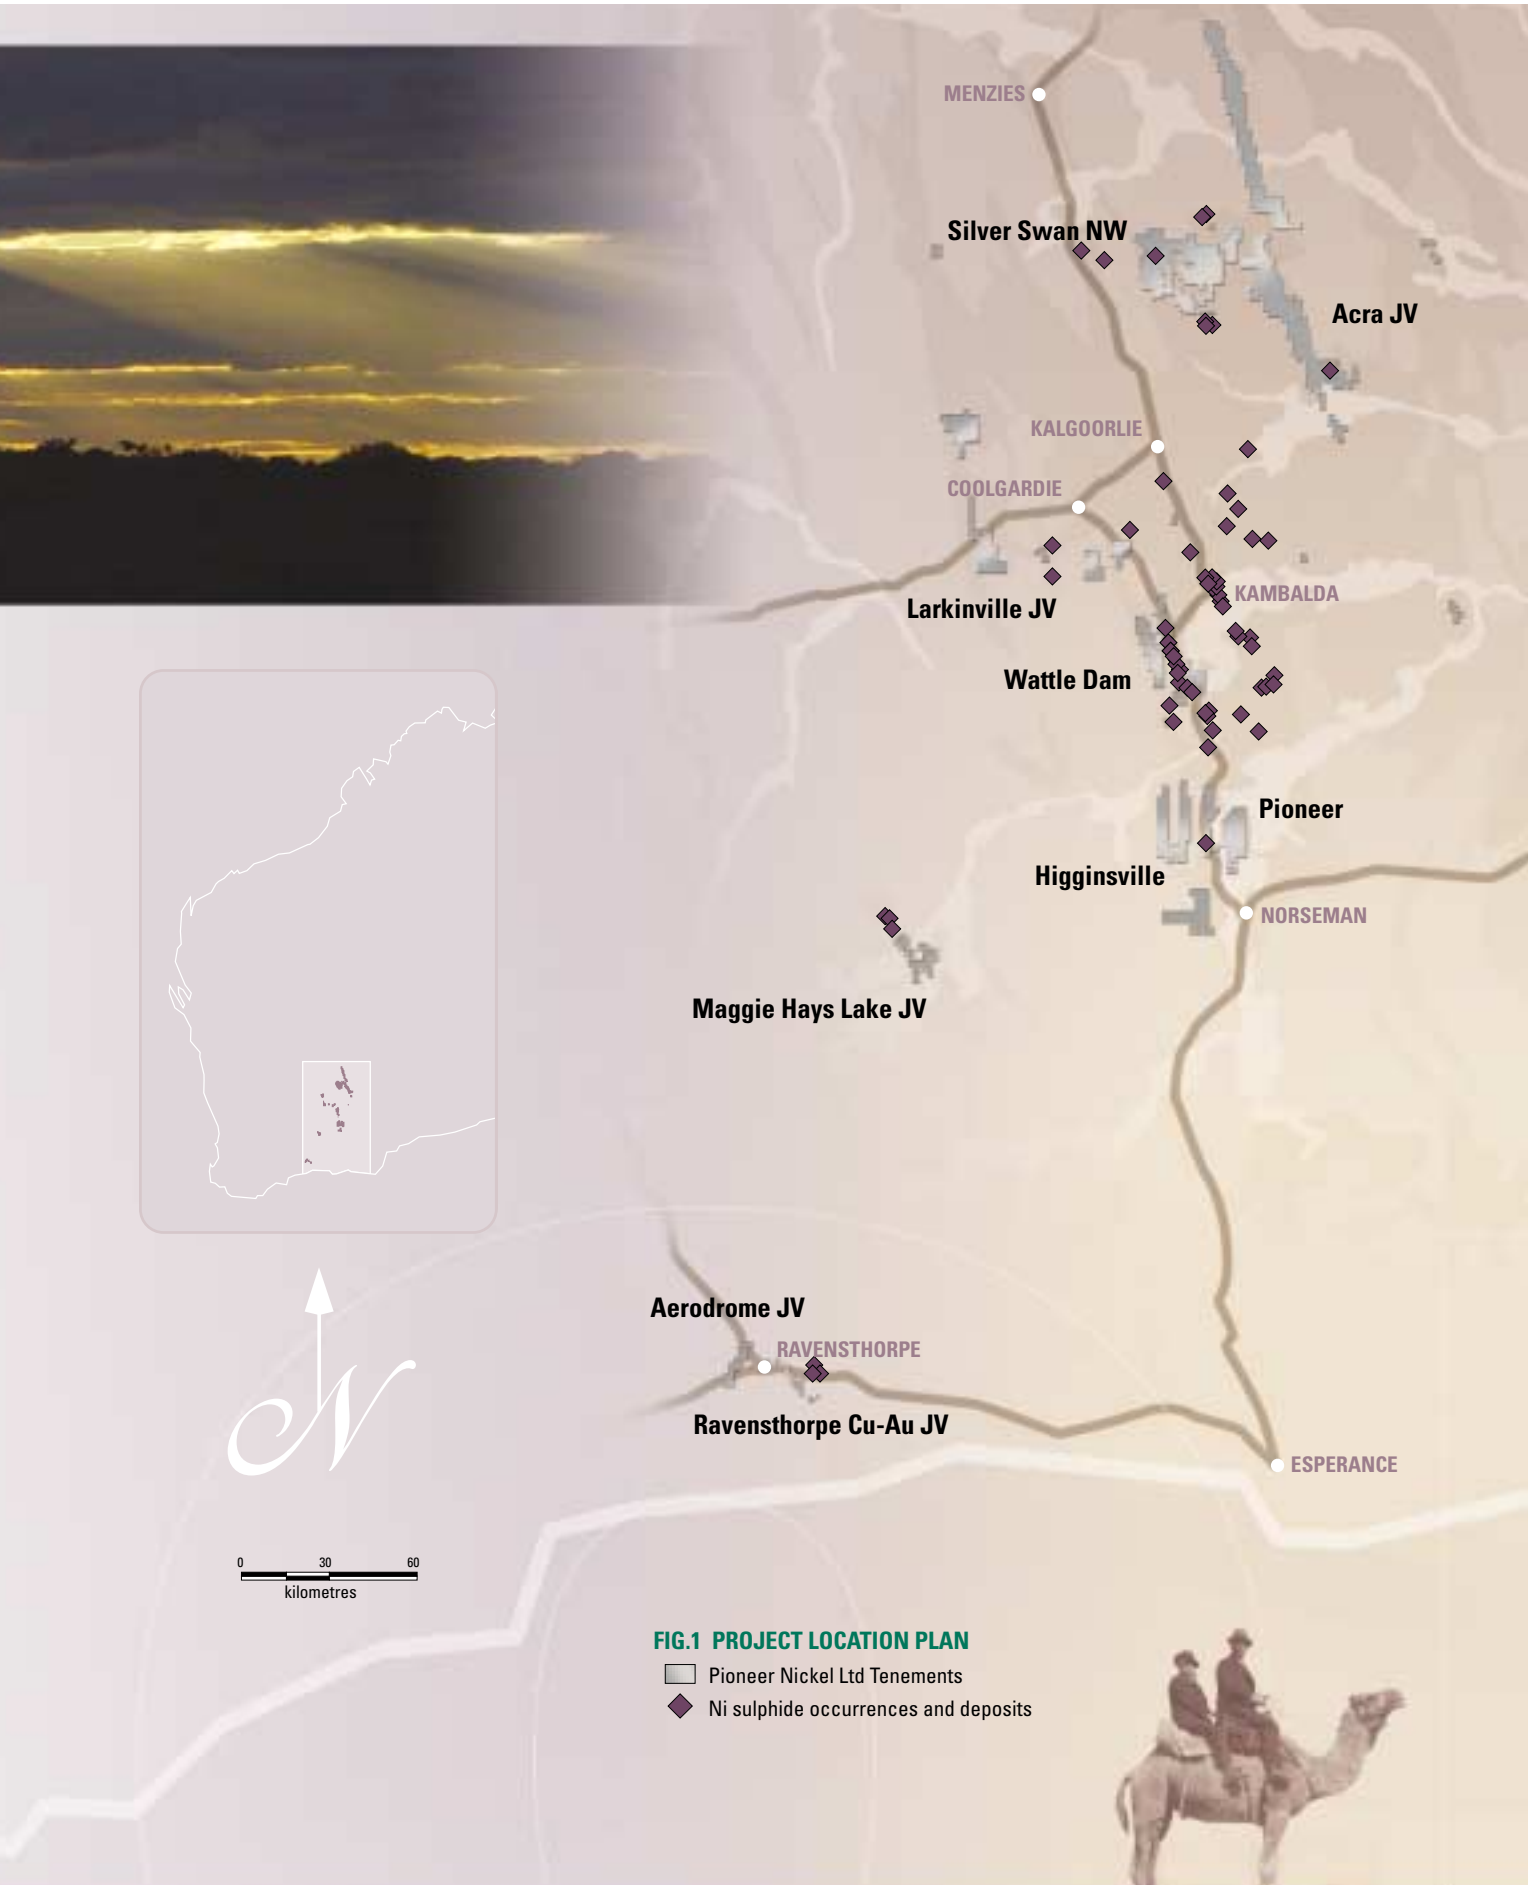 MENZIES
Silver Swan NW
Acra JV
KALGOORLIE
COOLGARDIE
KAMBALDA
Larkinville JV
Wattle Dam
Pioneer
Higginsville
NORSEMAN
Maggie Hays Lake JV
Aerodrome JV
RAVENSTHORPE
Ravensthorpe Cu-Au JV
ESPERANCE
N
0 30 60
kilometres
FIG.1 PROJECT LOCATION PLAN
Pioneer Nickel Ltd Tenements
Ni sulphide occurrences and deposits